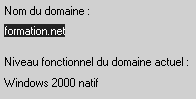 Nom du domaine :
formation.net
Niveau fonctionnel du domaine actuel :
Windows 2000 natif